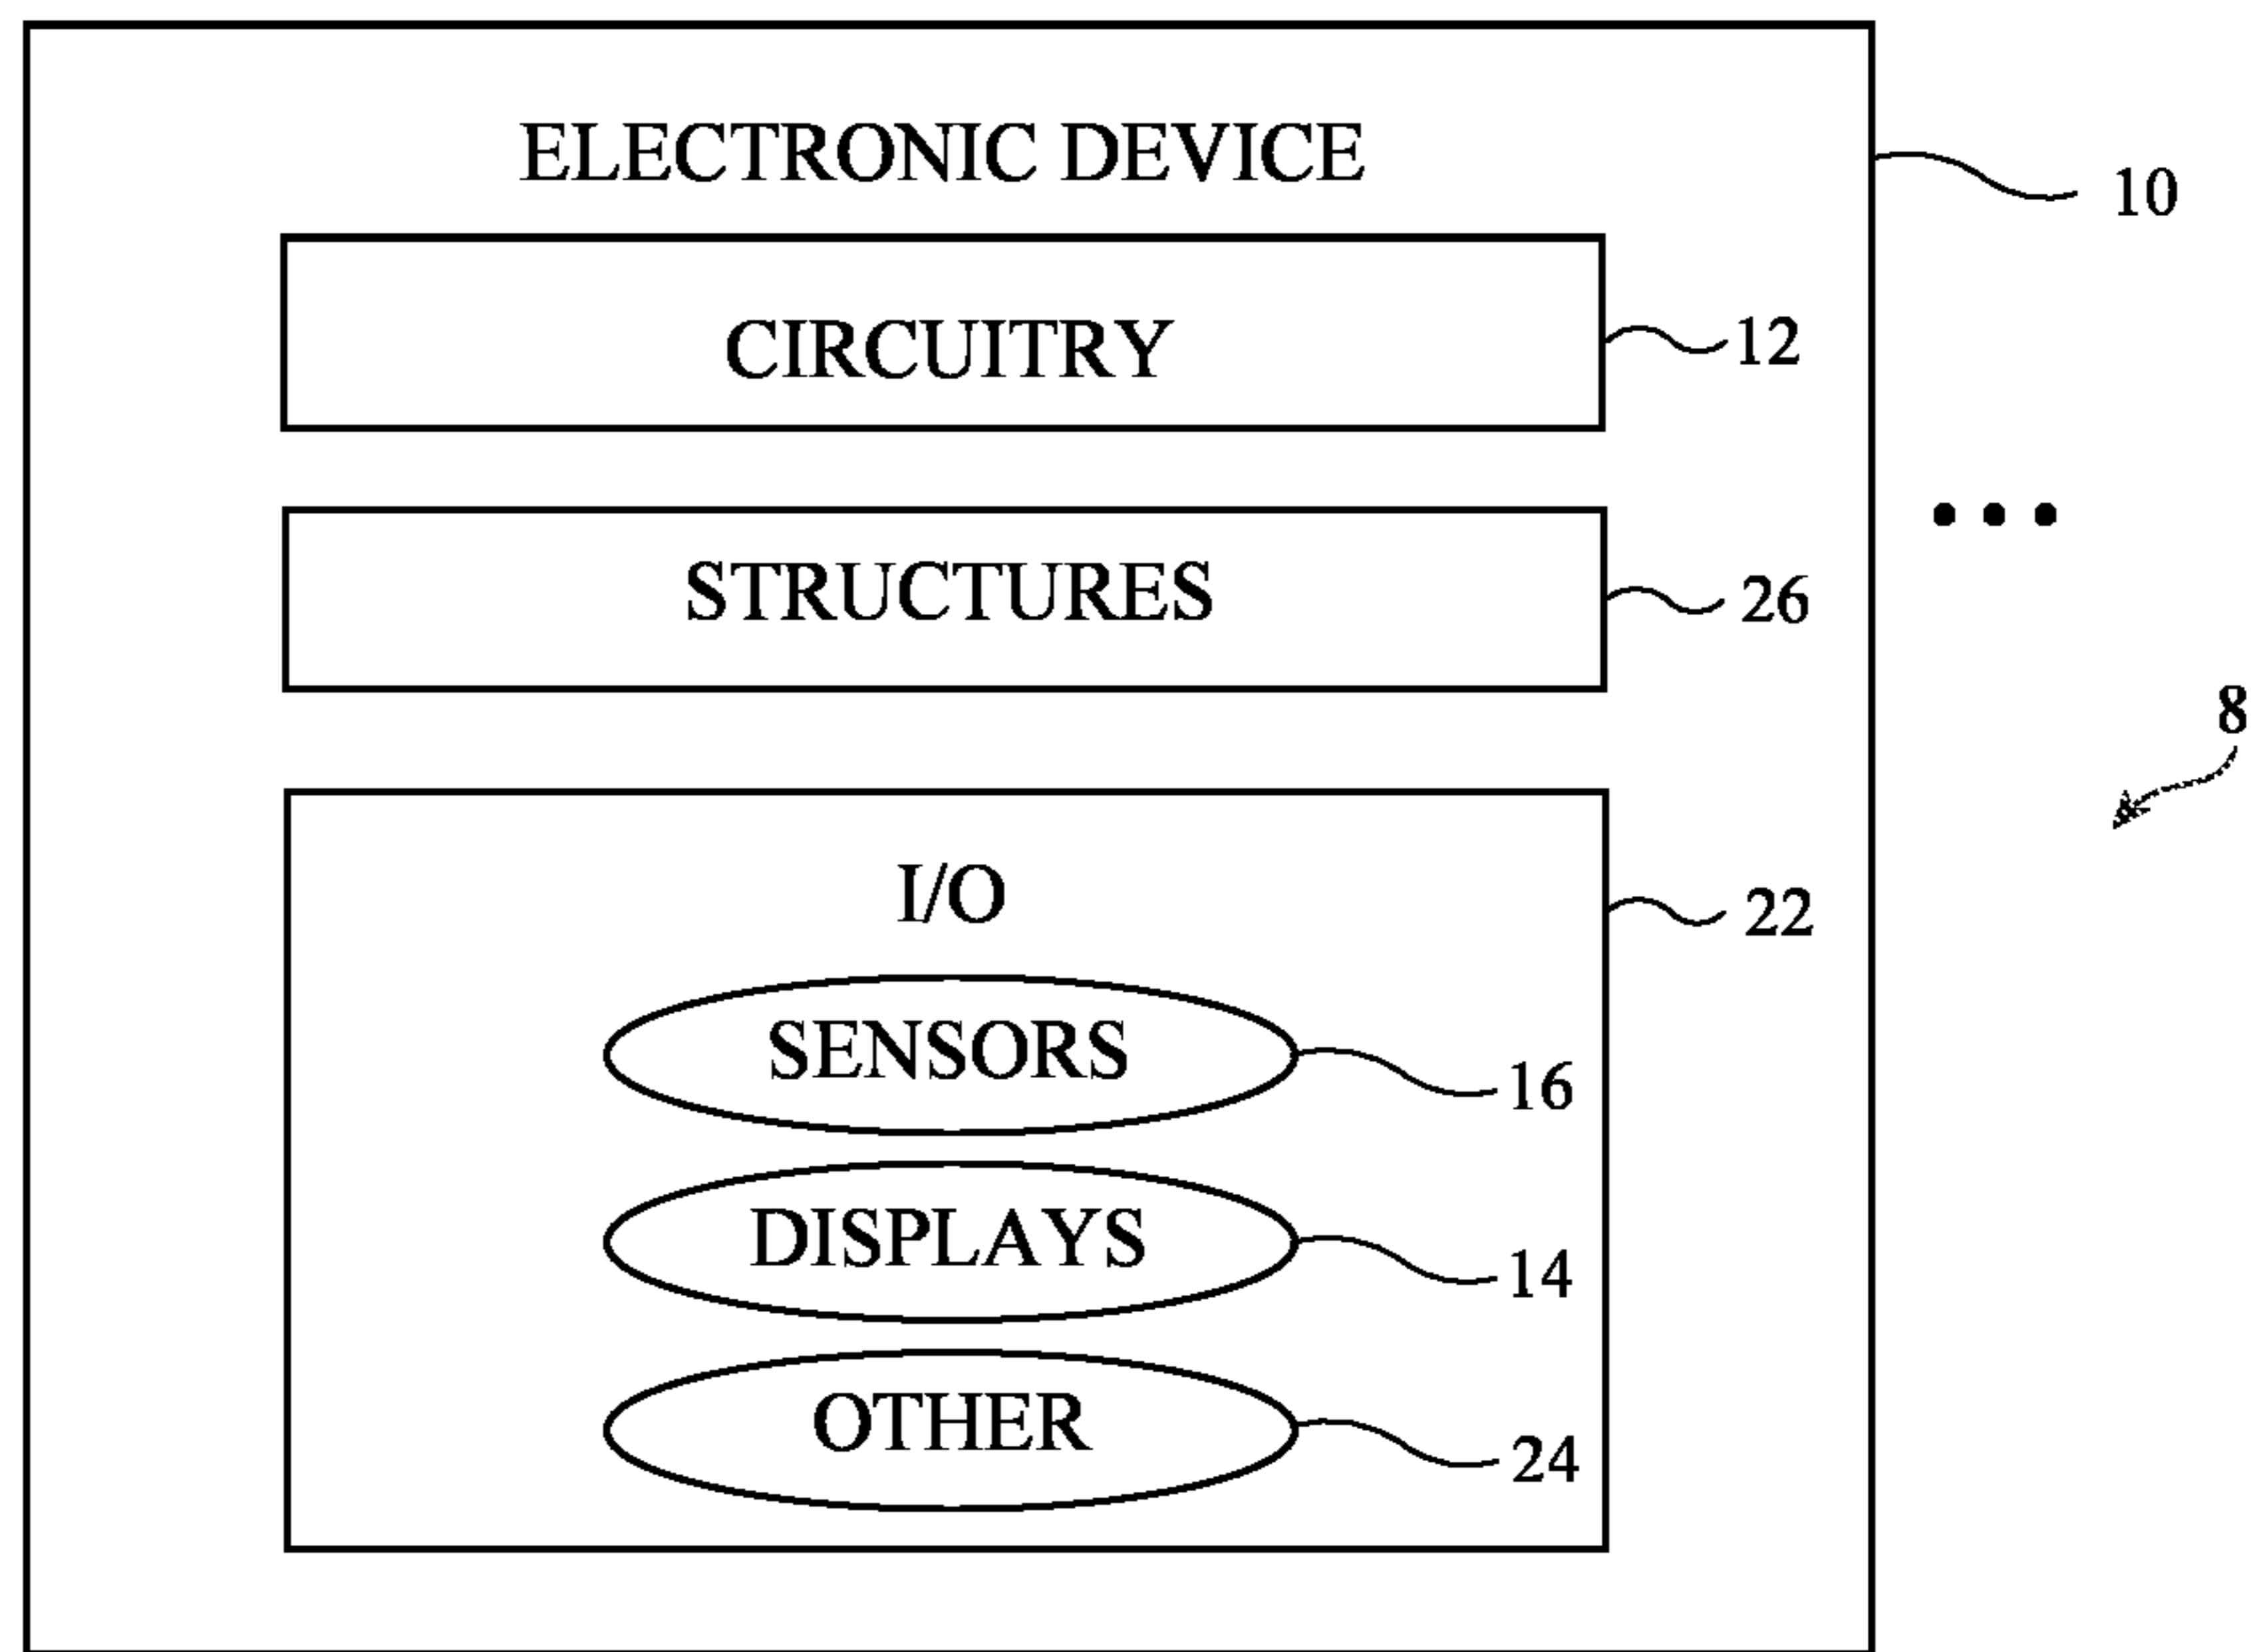 ELECTRONIC DEVICE
10
CIRCUITRY
12
STRUCTURES
26
8
I/O
22
SENSORS
16
DISPLAYS
14
OTHER
24